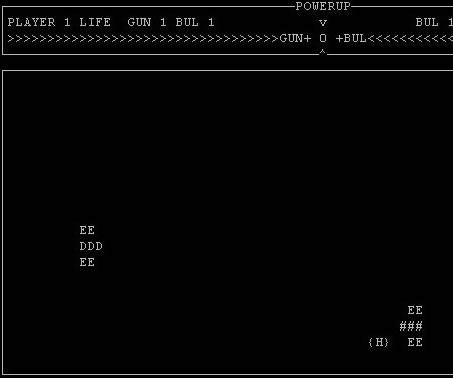 POWERUP
PLAYER 1 LIFE  GUN 1 BUL 1             v           BUL 1
>>>>>>>>>>>>>>>>>>>>>>>>>>>>>>>>>>GUN+ O +BUL<<<<<<<<<<<
^
EE
DDD
EE
EE
###
{H}  EE